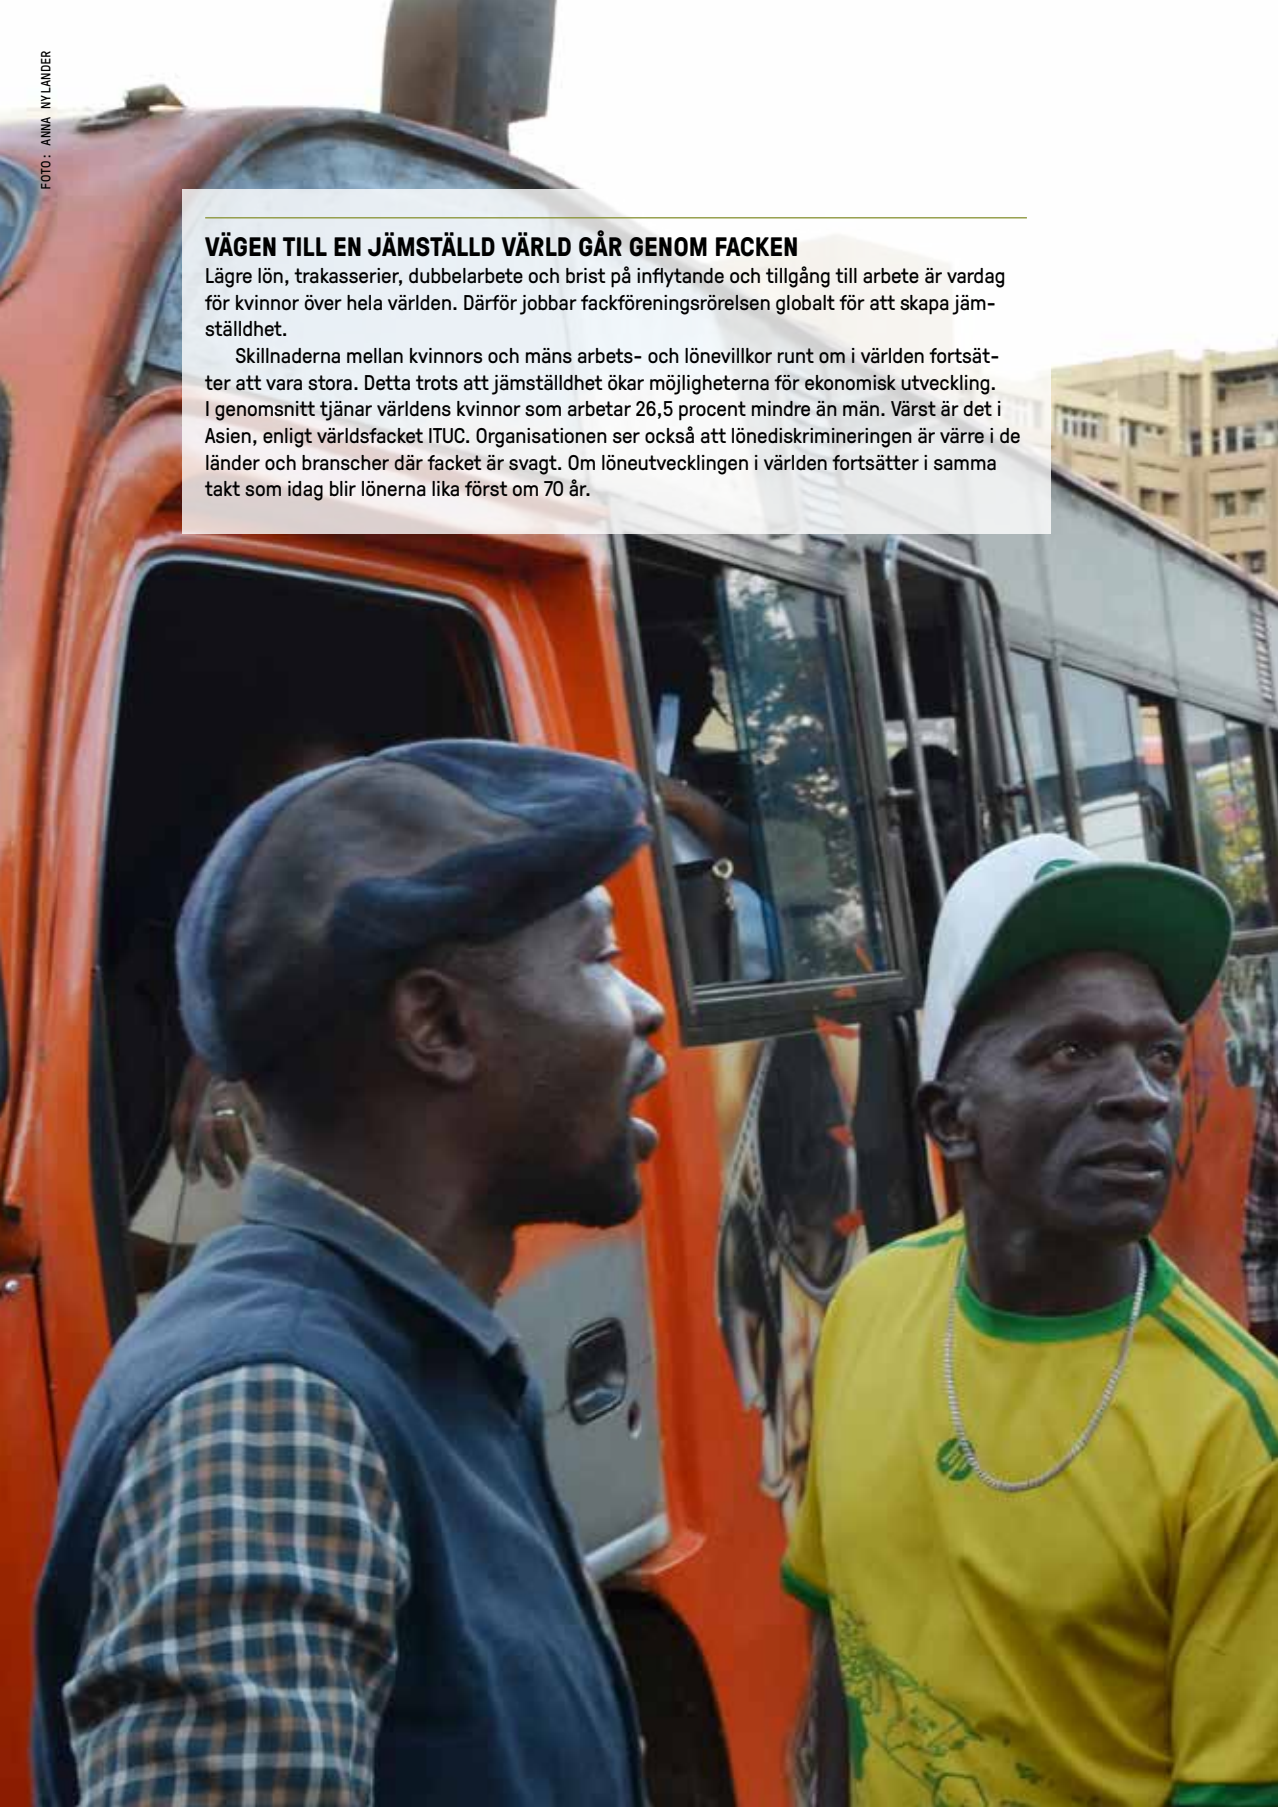 FOTO: ANNA NYLANDER
VÄGEN TILL EN JÄMSTÄLLD VÄRLD GÅR GENOM FACKEN
Lägre lön, trakasserier, dubbelarbete och brist på inflytande och tillgång till arbete är vardag
för kvinnor över hela världen. Därför jobbar fackföreningsrörelsen globalt för att skapa jäm-
ställdhet.
Skillnaderna mellan kvinnors och mäns arbets- och lönevillkor runt om i världen fortsät-
ter att vara stora. Detta trots att jämställdhet ökar möjligheterna för ekonomisk utveckling.
I genomsnitt tjänar världens kvinnor som arbetar 26,5 procent mindre än män. Värst är det i
Asien, enligt världsfacket ITUC. Organisationen ser också att lönediskrimineringen är värre i de
länder och branscher där facket är svagt. Om löneutvecklingen i världen fortsätter i samma
takt som idag blir lönerna lika först om 70 år.